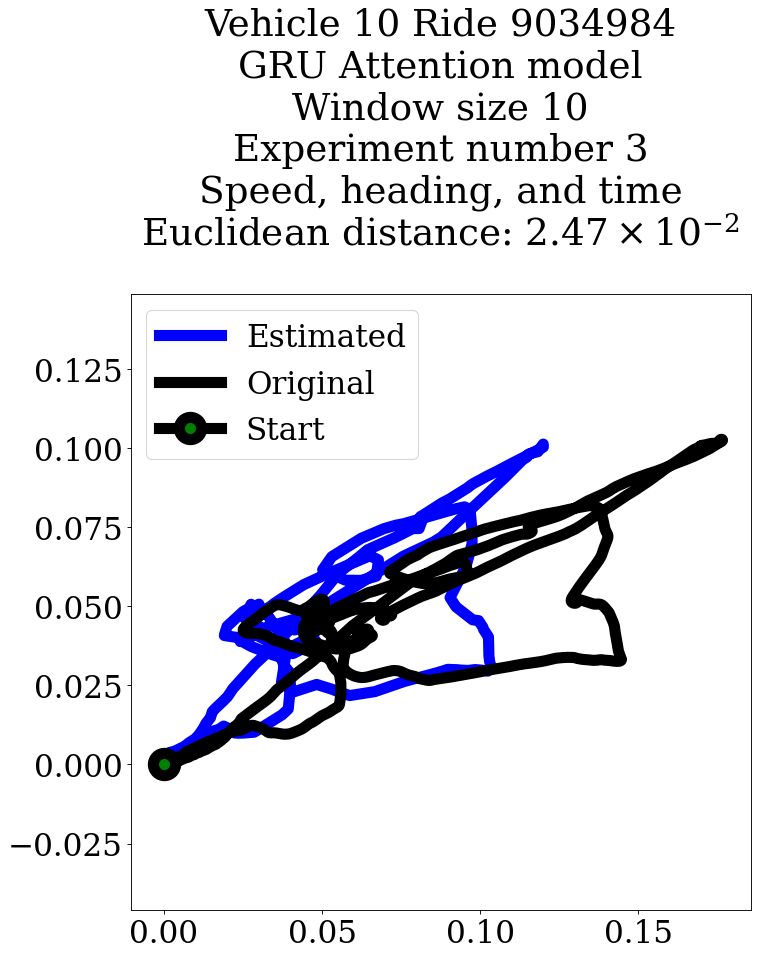 Vehicle 10 Ride 9034984
GRU Attention model
Window size 10
Experiment number 3
Speed, heading, and time
Euclidean distance: 2.47 × 10⁻²
Estimated
Original
Start
0.125
0.100
0.075
0.050
0.025
0.000
−0.025
0.00 0.05 0.10 0.15